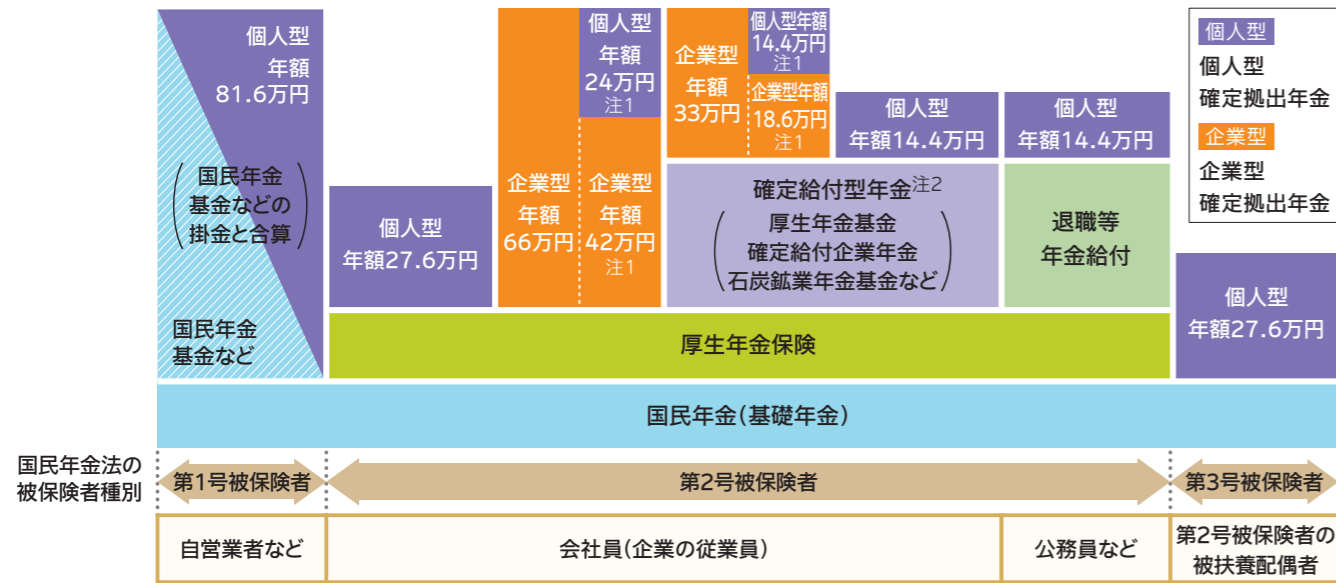 個人型
年額
81.6万円
国民年金
基金などの
掛金と合算
国民年金
基金など
個人型
年額27.6万円
企業型
年額
66万円
個人型
年額
24万円
注1
企業型
年額
42万円
注1
企業型
年額
33万円
個人型年額
14.4万円
注1
企業型年額
18.6万円
注1
個人型
年額14.4万円
個人型
年額14.4万円
確定給付型年金注2
厚生年金基金
確定給付企業年金
石炭鉱業年金基金など
退職等
年金給付
個人型
個人型
確定拠出年金
企業型
企業型
確定拠出年金
個人型
年額27.6万円
厚生年金保険
国民年金(基礎年金)
国民年金法の
被保険者種別
第1号被保険者
第2号被保険者
第3号被保険者
自営業者など
会社員(企業の従業員)
公務員など
第2号被保険者の
被扶養配偶者